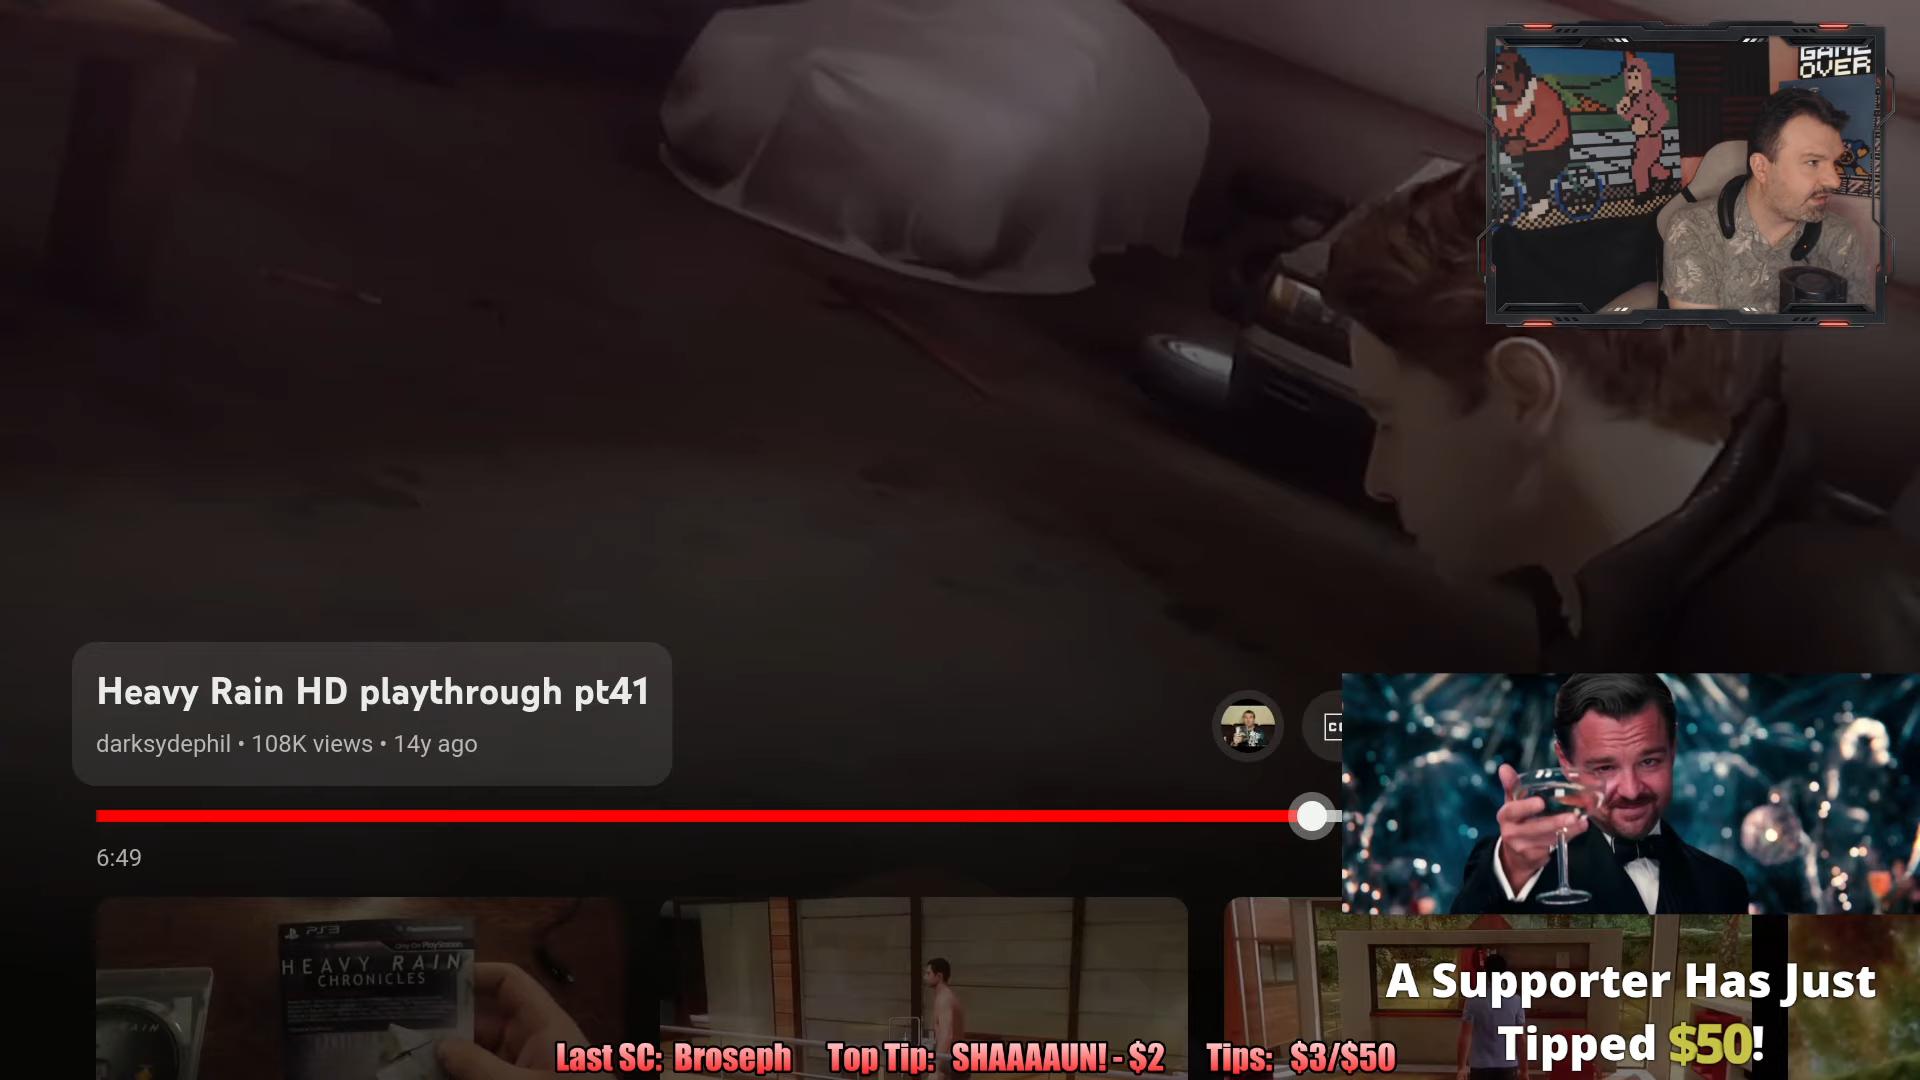 GAME
OVER
Heavy Rain HD playthrough pt41
darksydephil • 108K views • 14y ago
6:49
PS3
HEAVY RAIN
CHRONICLES
A Supporter Has Just
Tipped $50!
Last SC: Broseph Top Tip: SHAAAAUN! - $2 Tips: $3/$50